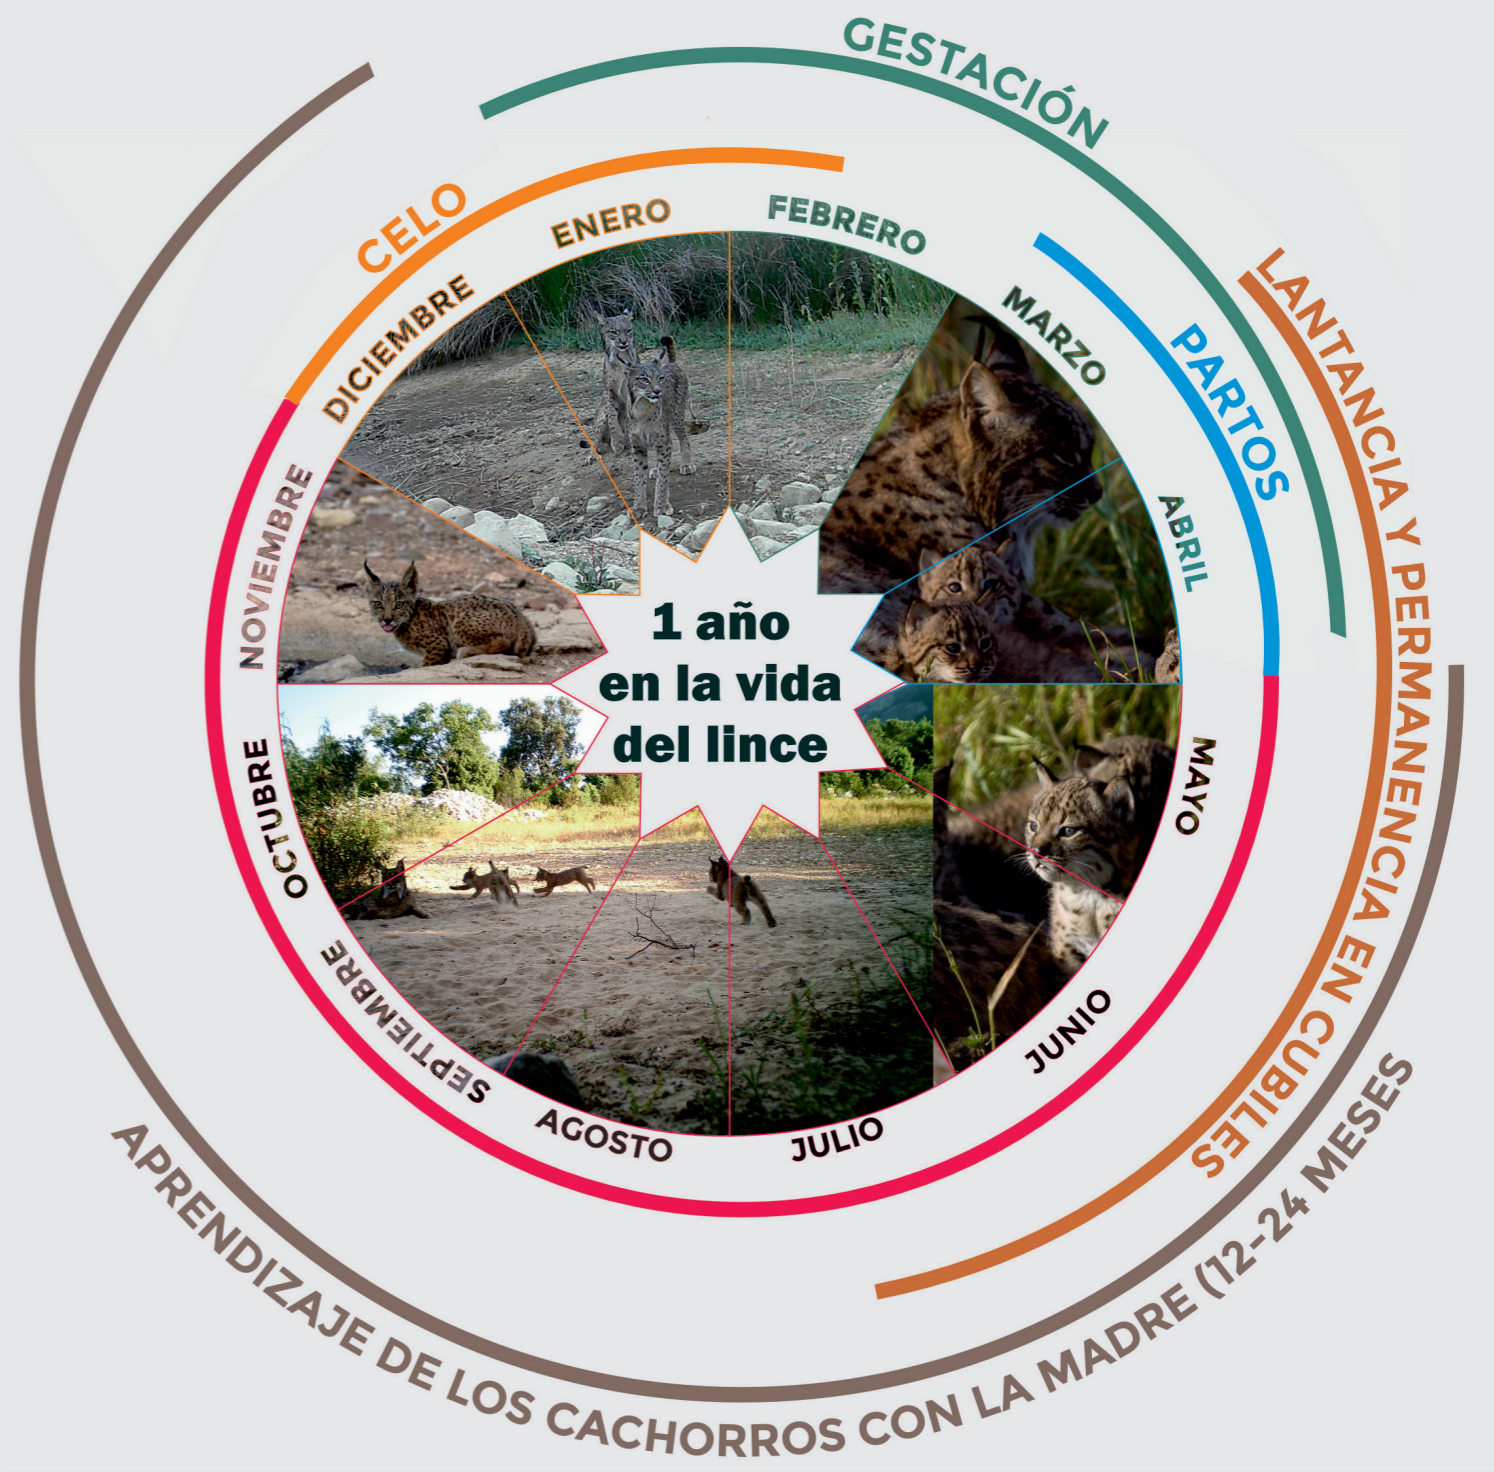 1 año
en la vida
del lince
ENERO
FEBRERO
MARZO
ABRIL
MAYO
JUNIO
JULIO
AGOSTO
SEPTIEMBRE
OCTUBRE
NOVIEMBRE
DICIEMBRE
CELO
GESTACIÓN
PARTOS
LANTANCIA Y PERMANENCIA EN CUBILES
APRENDIZAJE DE LOS CACHORROS CON LA MADRE (12-24 MESES